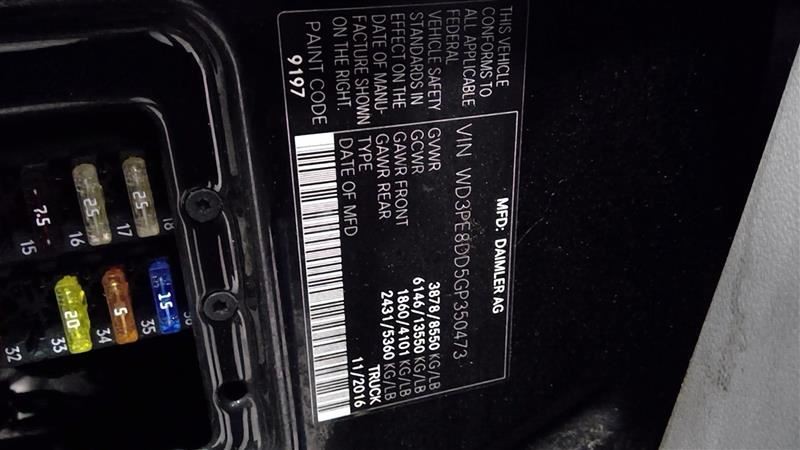 THIS VEHICLE
CONFORMS TO
ALL APPLICABLE
FEDERAL
VEHICLE SAFETY
STANDARDS IN
EFFECT ON THE
DATE OF MANU-
FACTURE SHOWN
ON THE RIGHT.
PAINT CODE
9197
MFD: DAIMLER AG
VIN WD3PE8DD5GP350473
GVWR 3878/8550 KG/LB
GCWR 6146/13550 KG/LB
GAWR FRONT 1860/4101 KG/LB
GAWR REAR 2431/5360 KG/LB
TYPE TRUCK
DATE OF MFD 11/2016
7.5 25 25
15 16 17 18
20 5 15
32 33 34 35 36